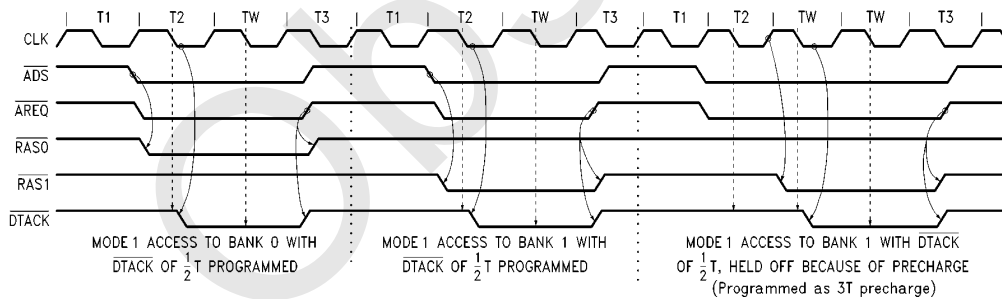 T1 T2 TW T3 T1 T2 TW T3 T1 T2 TW TW T3
CLK
ADS
AREQ
RAS0
RAS1
DTACK
MODE 1 ACCESS TO BANK 0 WITH
DTACK OF 1/2T PROGRAMMED
MODE 1 ACCESS TO BANK 1 WITH
DTACK OF 1/2T PROGRAMMED
MODE 1 ACCESS TO BANK 1 WITH DTACK
OF 1/2T, HELD OFF BECAUSE OF PRECHARGE
(Programmed as 3T precharge)